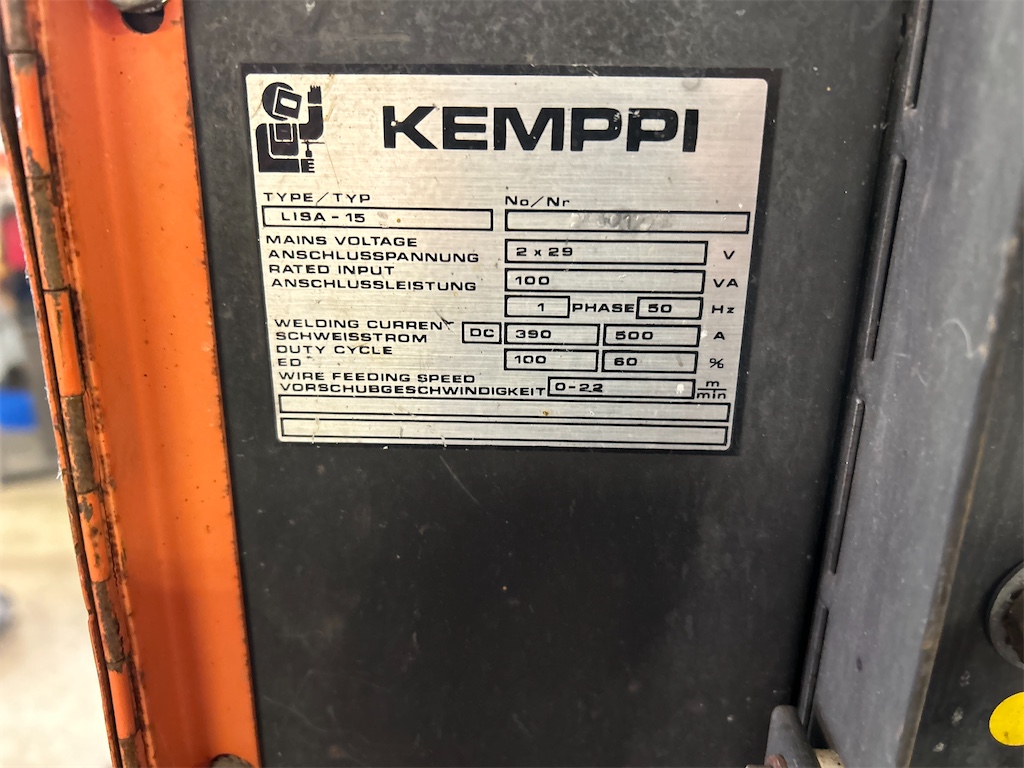 KEMPPI
TYPE/TYP No/Nr
LISA-15
MAINS VOLTAGE
ANSCHLUSSPANNUNG 2 x 29 V
RATED INPUT
ANSCHLUSSLEISTUNG 100 VA
1 PHASE 50 Hz
WELDING CURREN
SCHWEISSTROM DC 390 500 A
DUTY CYCLE
ED 100 60 %
WIRE FEEDING SPEED
VORSCHUBGESCHWINDIGKEIT 0-22 m/min